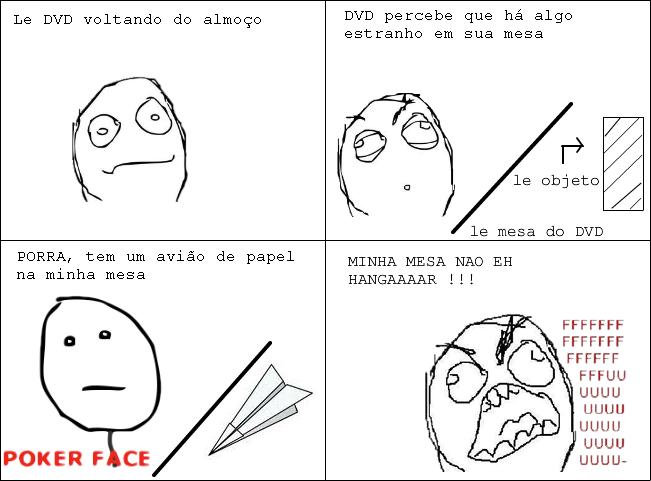 Le DVD voltando do almoço
DVD percebe que há algo
estranho em sua mesa
le objeto
le mesa do DVD
PORRA, tem um avião de papel
na minha mesa
POKER FACE
MINHA MESA NAO EH
HANGAAAAR !!!
FFFFFFF
FFFFFFF
FFFFFF
FFFUU
UUUU
UUUU
UUUU
UUUU
UUUU-